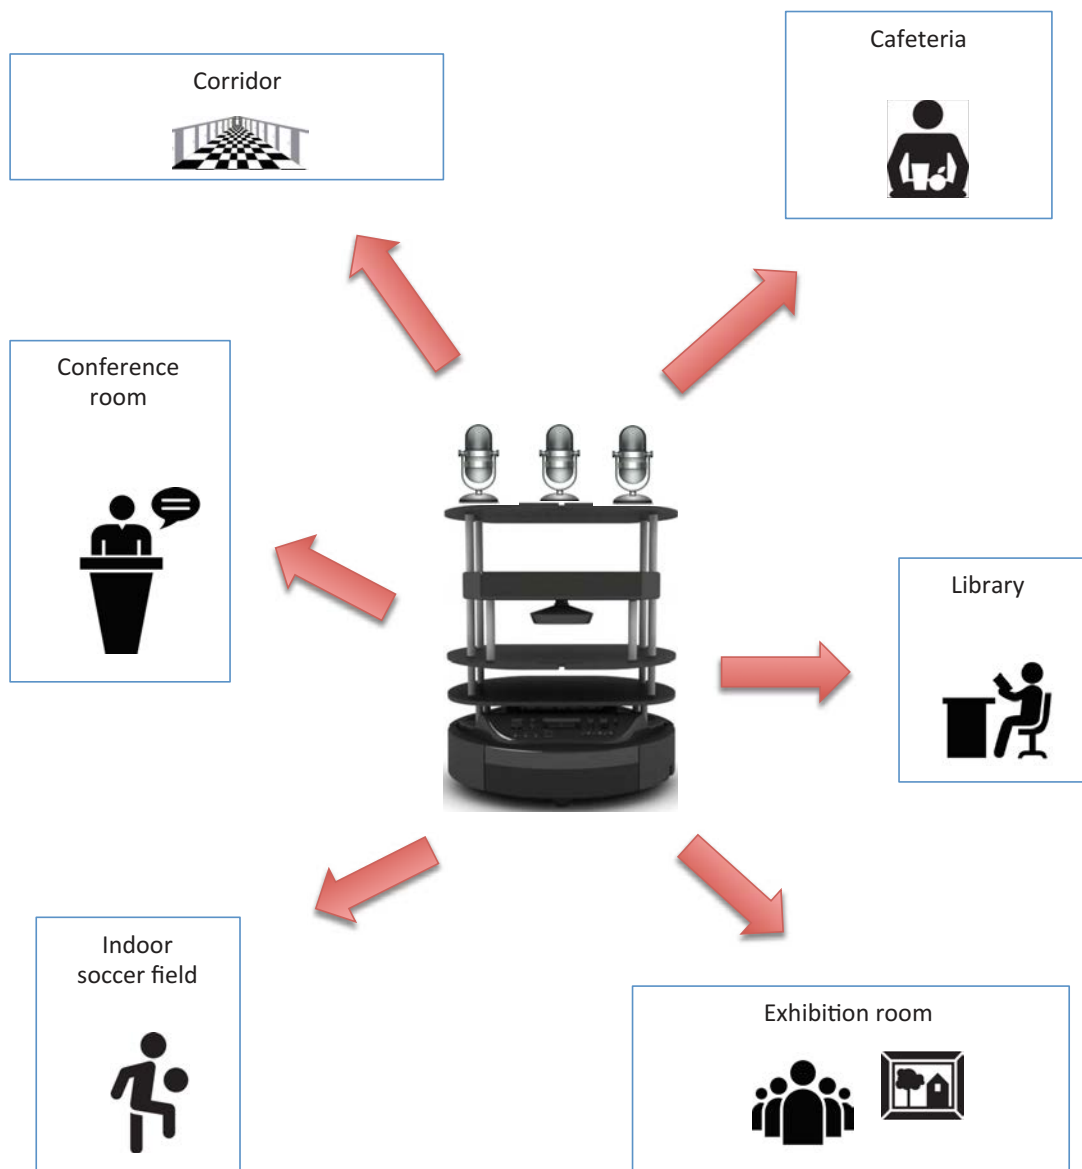 Cafeteria
Corridor
Conference
room
Library
Indoor
soccer field
Exhibition room